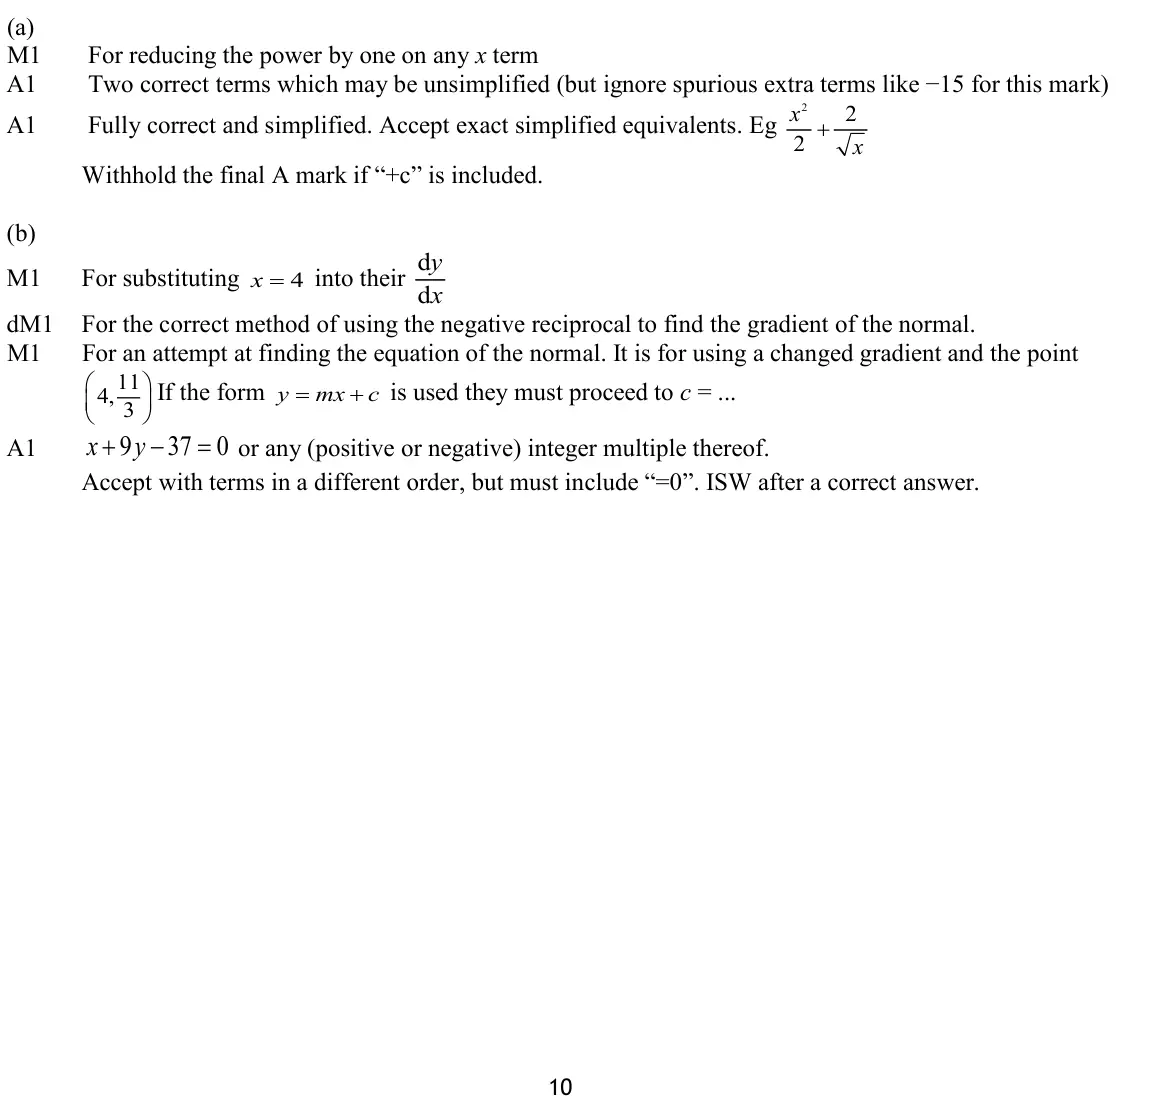 (a)
M1 For reducing the power by one on any x term
A1 Two correct terms which may be unsimplified (but ignore spurious extra terms like −15 for this mark)
A1 Fully correct and simplified. Accept exact simplified equivalents. Eg x²/2 + 2/√x
Withhold the final A mark if “+c” is included.
(b)
M1 For substituting x = 4 into their dy/dx
dM1 For the correct method of using the negative reciprocal to find the gradient of the normal.
M1 For an attempt at finding the equation of the normal. It is for using a changed gradient and the point
(4, 11/3) If the form y = mx + c is used they must proceed to c = ...
A1 x + 9y − 37 = 0 or any (positive or negative) integer multiple thereof.
Accept with terms in a different order, but must include “=0”. ISW after a correct answer.
10